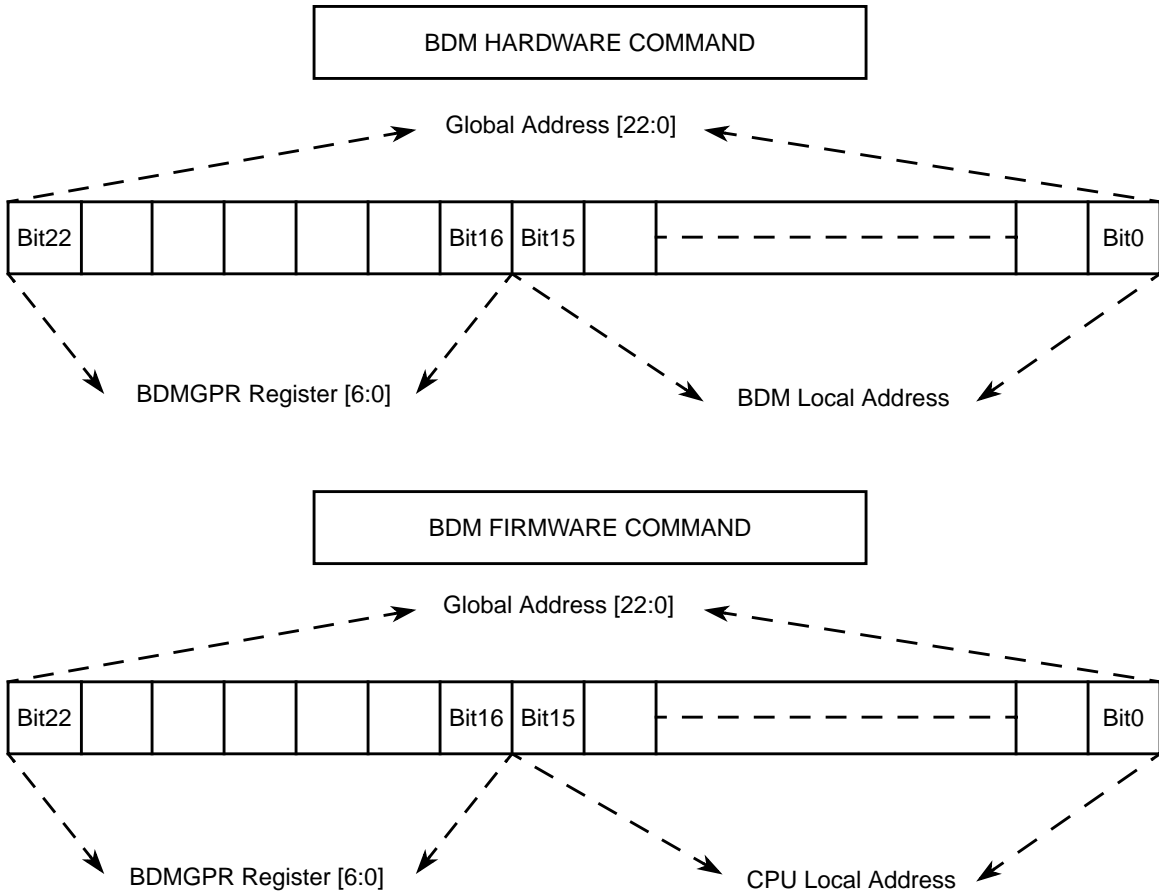 BDM HARDWARE COMMAND
Global Address [22:0]
Bit22 Bit16 Bit15 Bit0
BDMGPR Register [6:0] BDM Local Address
BDM FIRMWARE COMMAND
Global Address [22:0]
Bit22 Bit16 Bit15 Bit0
BDMGPR Register [6:0] CPU Local Address